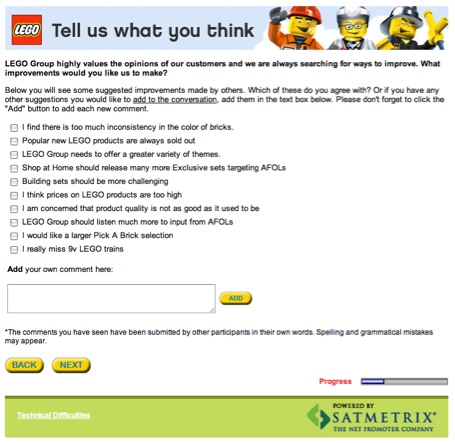 LEGO
Tell us what you think
LEGO Group highly values the opinions of our customers and we are always searching for ways to improve. What
improvements would you like us to make?
Below you will see some suggested improvements made by others. Which of these do you agree with? Or if you have any
other suggestions you would like to add to the conversation, add them in the text box below. Please don't forget to click the
"Add" button to add each new comment.
I find there is too much inconsistency in the color of bricks.
Popular new LEGO products are always sold out
LEGO Group needs to offer a greater variety of themes.
Shop at Home should release many more Exclusive sets targeting AFOLs
Building sets should be more challenging
I think prices on LEGO products are too high
I am concerned that product quality is not as good as it used to be
LEGO Group should listen much more to input from AFOLs
I would like a larger Pick A Brick selection
I really miss 9v LEGO trains
Add your own comment here:
ADD
*The comments you have seen have been submitted by other participants in their own words. Spelling and grammatical mistakes
may appear.
BACK NEXT
Progress
Technical Difficulties
POWERED BY
SATMETRIX
THE NET PROMOTER COMPANY